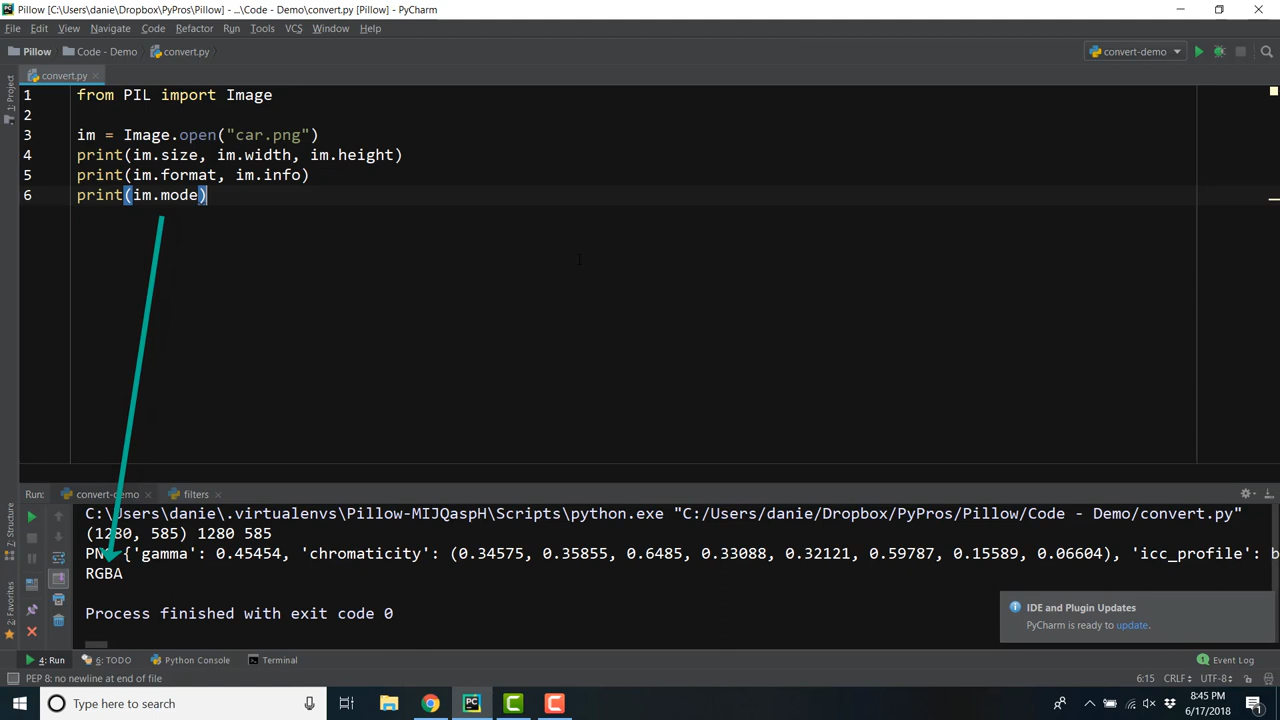 Pillow [C:\Users\danie\Dropbox\PyPros\Pillow] - ...\Code - Demo\convert.py [Pillow] - PyCharm
File Edit View Navigate Code Refactor Run Tools VCS Window Help
Pillow Code - Demo convert.py convert-demo
1: Project
convert.py
1 from PIL import Image
2
3 im = Image.open("car.png")
4 print(im.size, im.width, im.height)
5 print(im.format, im.info)
6 print(im.mode)
Run: convert-demo filters
C:\Users\danie\.virtualenvs\Pillow-MIJQaspH\Scripts\python.exe "C:/Users/danie/Dropbox/PyPros/Pillow/Code - Demo/convert.py"
(1280, 585) 1280 585
PNG {'gamma': 0.45454, 'chromaticity': (0.34575, 0.35855, 0.6485, 0.33088, 0.32121, 0.59787, 0.15589, 0.06604), 'icc_profile': b
RGBA
Process finished with exit code 0
7: Structure
2: Favorites
IDE and Plugin Updates
PyCharm is ready to update.
4: Run 6: TODO Python Console Terminal Event Log
PEP 8: no newline at end of file 6:15 CRLF UTF-8
Type here to search
8:45 PM
6/17/2018
1